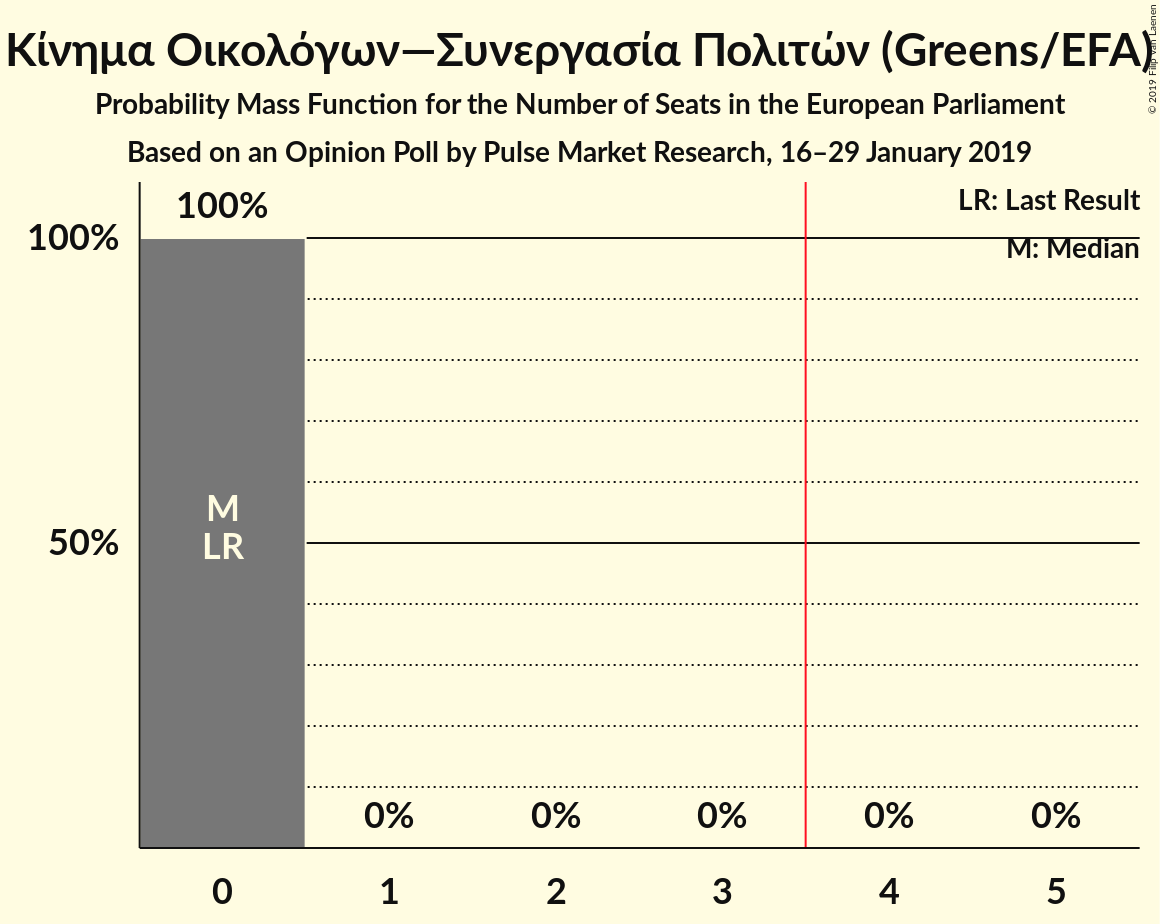 Κίνημα Οικολόγων—Συνεργασία Πολιτών (Greens/EFA)
© 2019 Filip van Laenen
Probability Mass Function for the Number of Seats in the European Parliament
Based on an Opinion Poll by Pulse Market Research, 16–29 January 2019
LR: Last Result
M: Median
100%
100%
50%
M
LR
0% 0% 0% 0% 0%
0 1 2 3 4 5